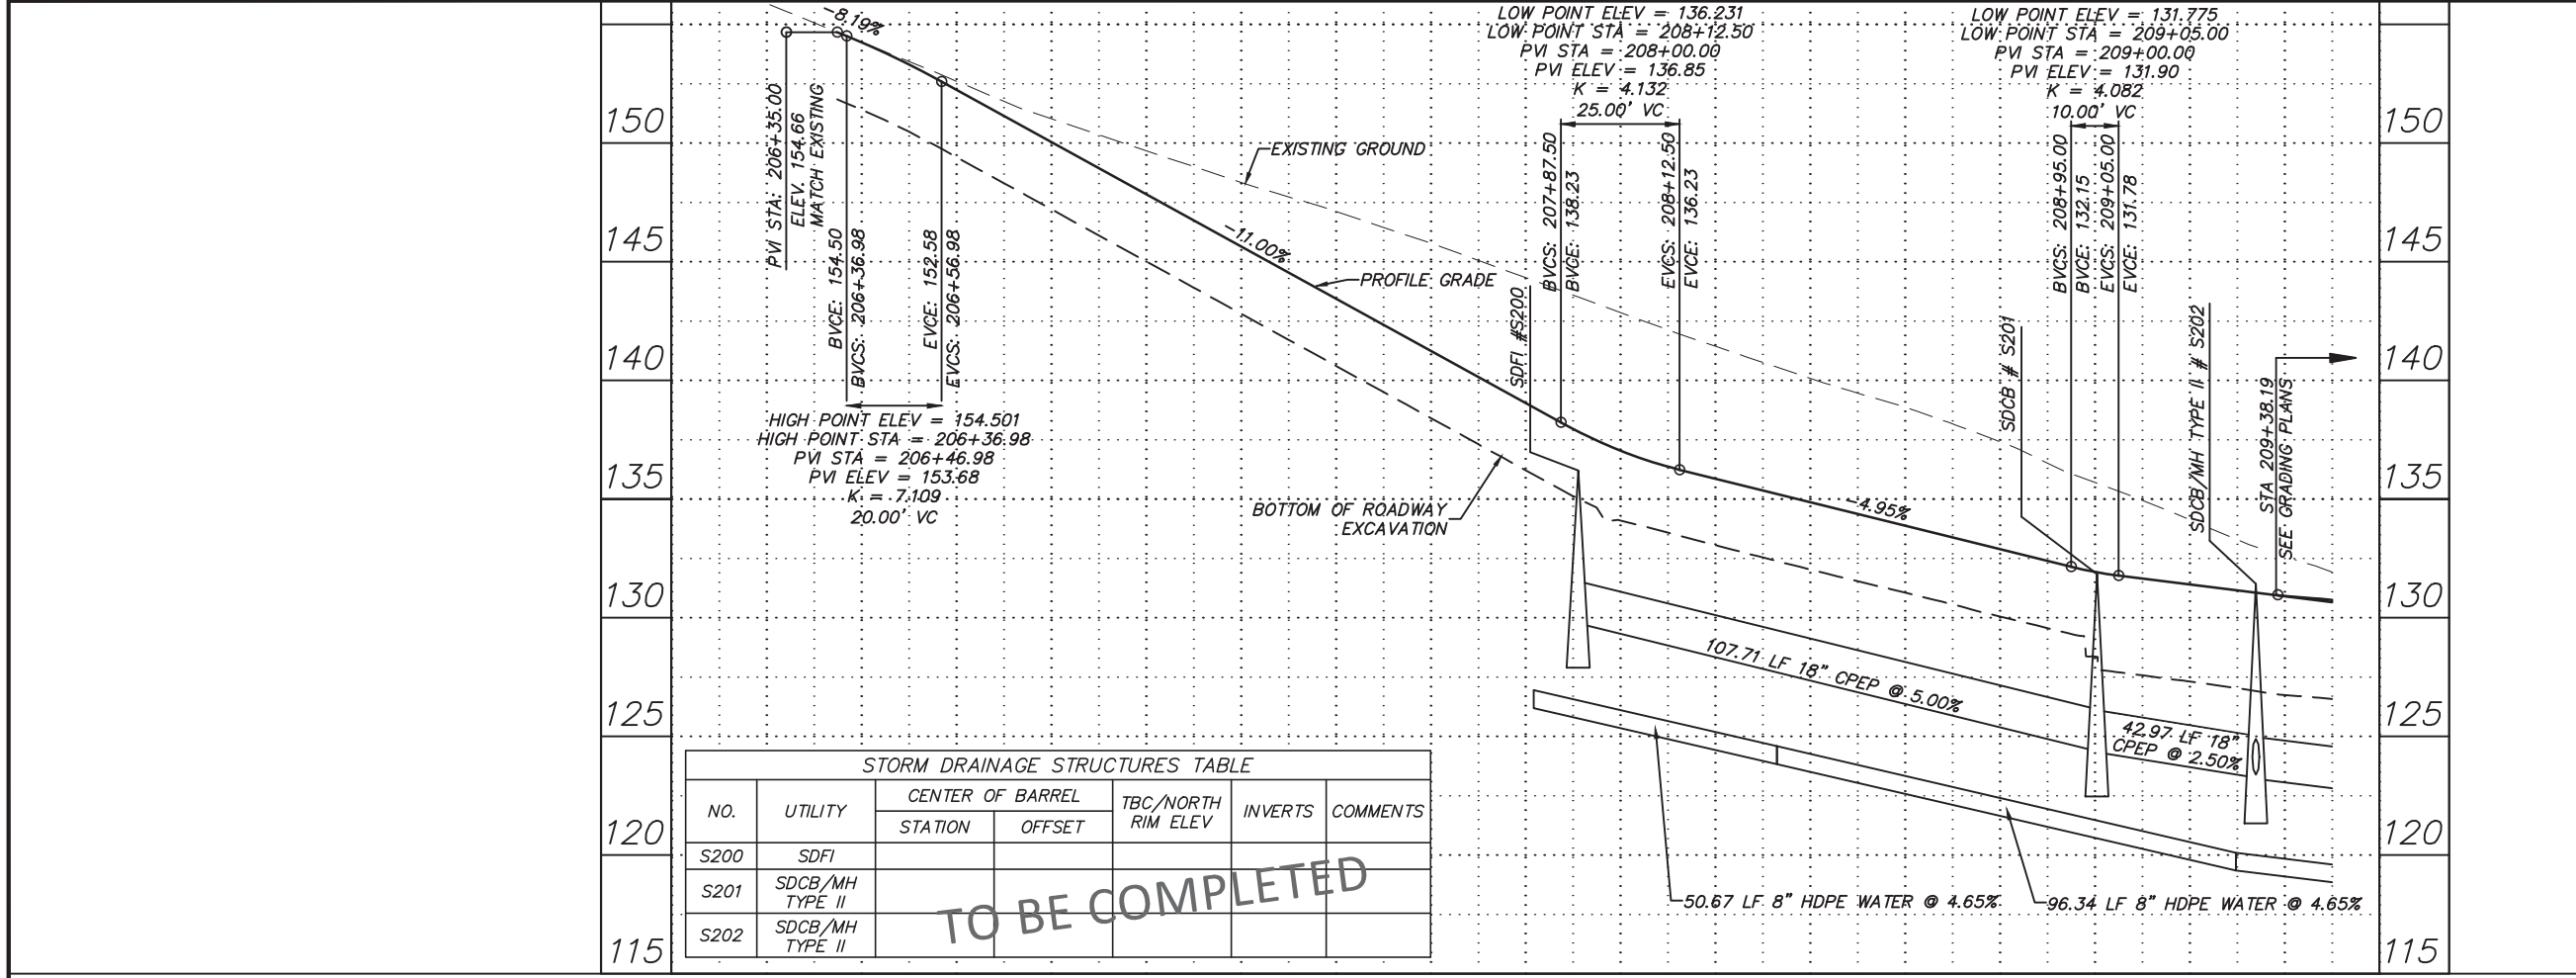 150
145
140
135
130
125
120
115
-8.19%
PVI STA: 206+35.00
ELEV. 154.66
MATCH EXISTING
BVCE: 154.50
BVCS: 206+36.98
EVCE: 152.58
EVCS: 206+56.98
HIGH POINT ELEV = 154.501
HIGH POINT STA = 206+36.98
PVI STA = 206+46.98
PVI ELEV = 153.68
K = 7.109
20.00' VC
-11.00%
EXISTING GROUND
PROFILE GRADE
BOTTOM OF ROADWAY
EXCAVATION
LOW POINT ELEV = 136.231
LOW POINT STA = 208+12.50
PVI STA = 208+00.00
PVI ELEV = 136.85
K = 4.132
25.00' VC
SDFI #S200
BVCS: 207+87.50
BVCE: 138.23
EVCS: 208+12.50
EVCE: 136.23
-4.95%
LOW POINT ELEV = 131.775
LOW POINT STA = 209+05.00
PVI STA = 209+00.00
PVI ELEV = 131.90
K = 4.082
10.00' VC
SDCB # S201
BVCS: 208+95.00
BVCE: 132.15
EVCS: 209+05.00
EVCE: 131.78
SDCB/MH TYPE II # S202
STA 209+38.19
SEE GRADING PLANS
107.71 LF 18" CPEP @ 5.00%
42.97 LF 18"
CPEP @ 2.50%
50.67 LF 8" HDPE WATER @ 4.65%
96.34 LF 8" HDPE WATER @ 4.65%
STORM DRAINAGE STRUCTURES TABLE
NO. UTILITY CENTER OF BARREL TBC/NORTH RIM ELEV INVERTS COMMENTS
STATION OFFSET
S200 SDFI
S201 SDCB/MH TYPE II
S202 SDCB/MH TYPE II
TO BE COMPLETED
150
145
140
135
130
125
120
115